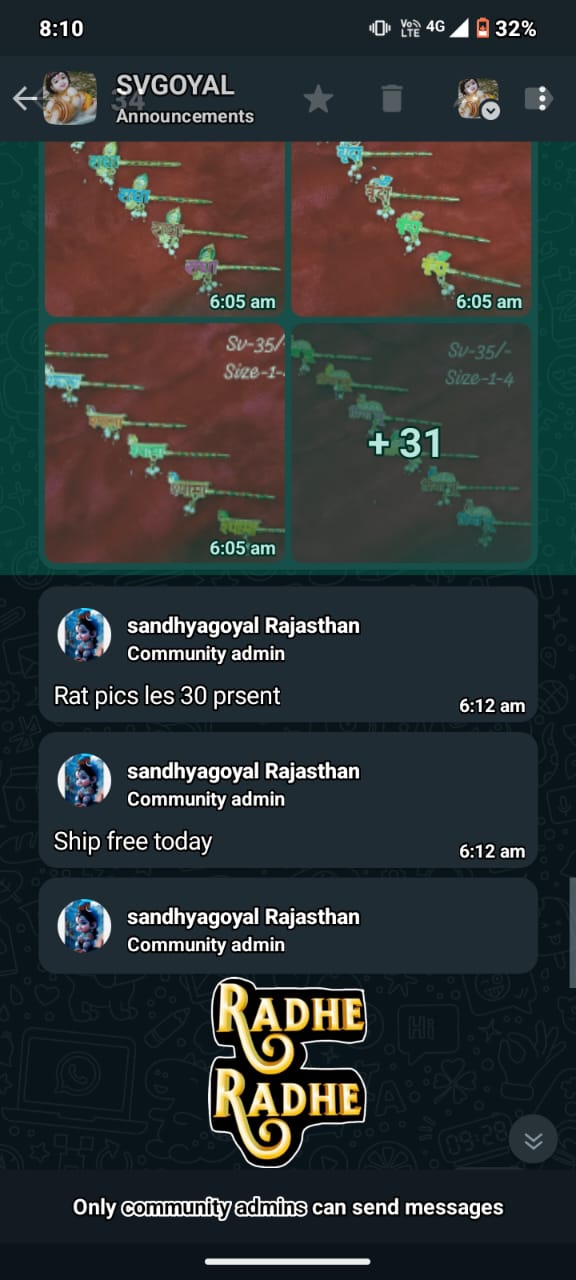 8:10
Vo LTE 4G 32%
SVGOYAL
34
Announcements
राधा
राधा
राधा
राधा
6:05 am
6:05 am
Sv-35/-
Size-1-
Sv-35/-
Size-1-4
+ 31
श्यामा
श्यामा
6:05 am
sandhyagoyal Rajasthan
Community admin
Rat pics les 30 prsent
6:12 am
sandhyagoyal Rajasthan
Community admin
Ship free today
6:12 am
sandhyagoyal Rajasthan
Community admin
RADHE
RADHE
Only community admins can send messages